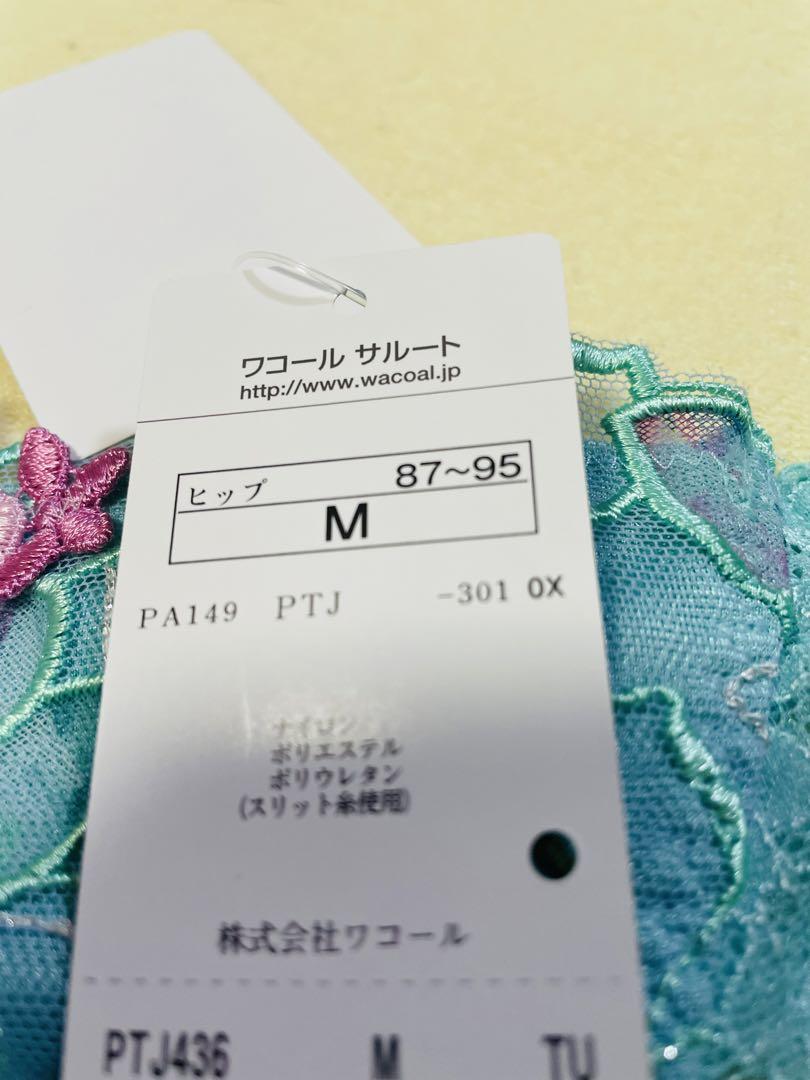 ワコール サルート
http://www.wacoal.jp
ヒップ 87～95
M
PA149 PTJ -301 0X
ナイロン
ポリエステル
ポリウレタン
(スリット糸使用)
株式会社ワコール
PTJ436 M TU